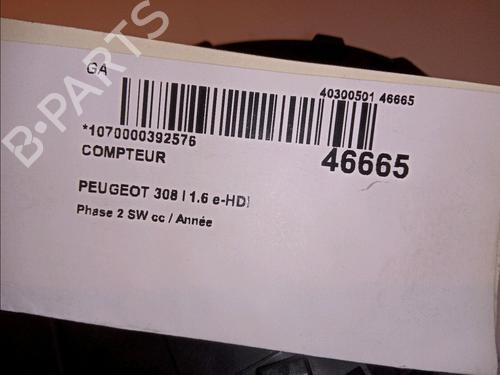 B-PARTS
GA
40300501 46665
*1070000392576
46665
COMPTEUR
PEUGEOT 308 I 1.6 e-HDI
Phase 2 SW cc / Année